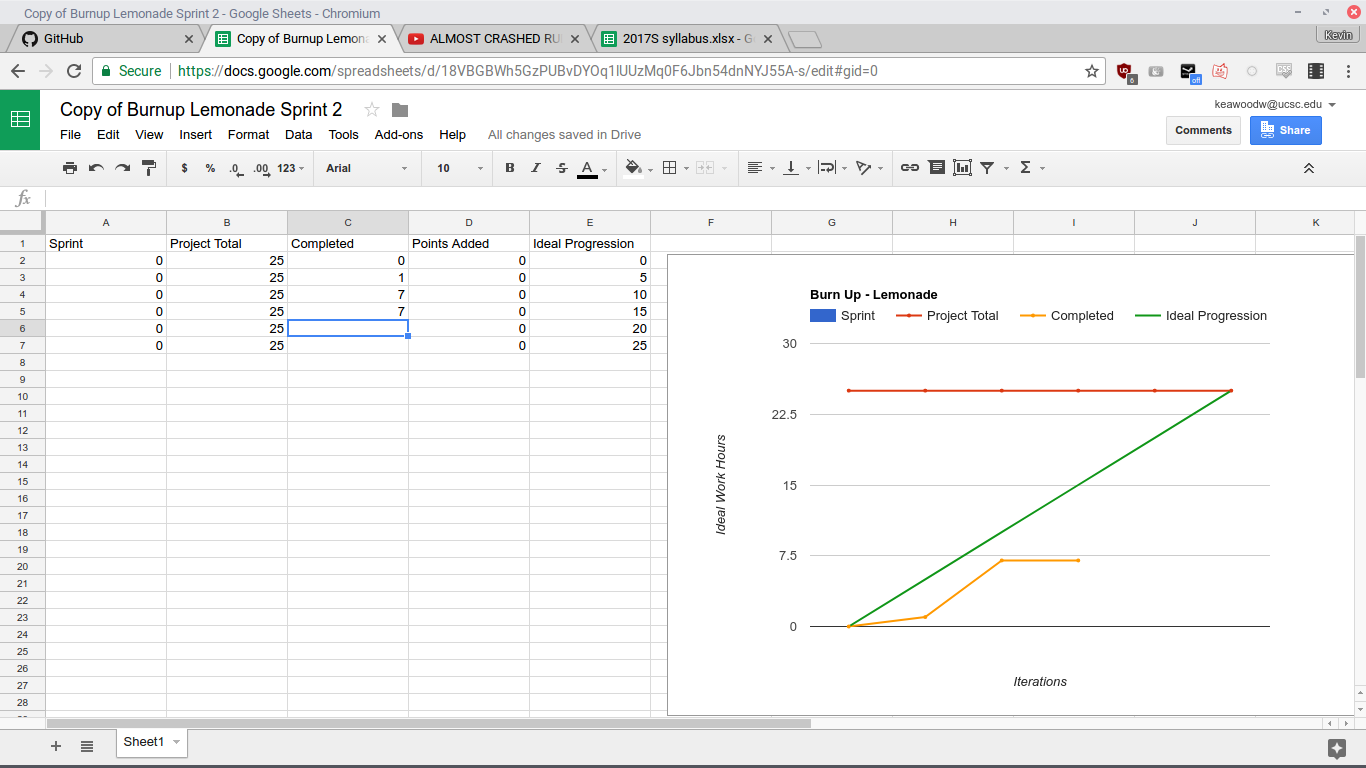 Copy of Burnup Lemonade Sprint 2 - Google Sheets - Chromium
GitHub Copy of Burnup Lemon ALMOST CRASHED RU 2017S syllabus.xlsx - G Kevin
Secure https://docs.google.com/spreadsheets/d/18VBGBWh5GzPUBvDYOq1lUUzMq0F6Jbn54dnNYJ55A-s/edit#gid=0 6 off
Copy of Burnup Lemonade Sprint 2 keawoodw@ucsc.edu
File Edit View Insert Format Data Tools Add-ons Help All changes saved in Drive Comments Share
$ % .0 .00 123 Arial 10 B I S A Σ
fx
A B C D E F G H I J K
1 Sprint Project Total Completed Points Added Ideal Progression
2 0 25 0 0 0
3 0 25 1 0 5
4 0 25 7 0 10
5 0 25 7 0 15
6 0 25 0 20
7 0 25 0 25
8
9
10
11
12
13
14
15
16
17
18
19
20
21
22
23
24
25
26
27
28
Burn Up - Lemonade
Sprint Project Total Completed Ideal Progression
30
22.5
15
7.5
0
Ideal Work Hours
Iterations
Sheet1